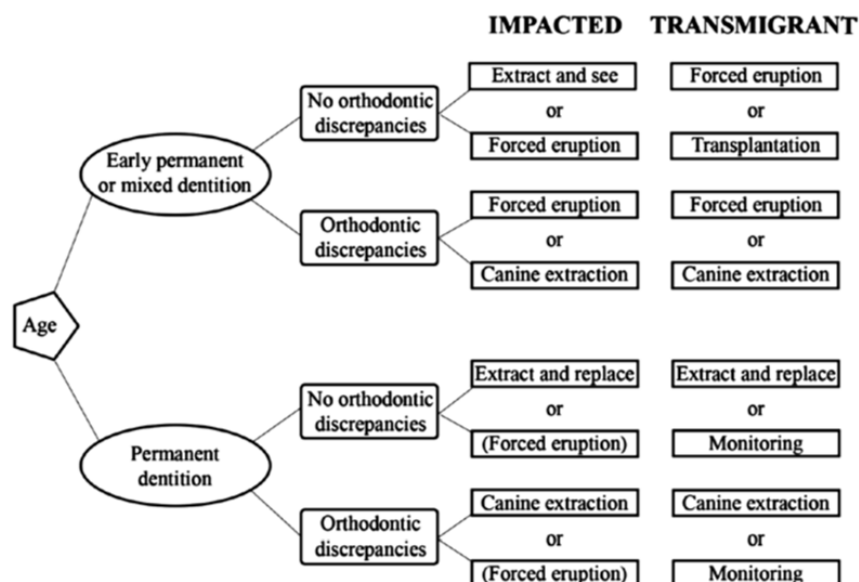 IMPACTED TRANSMIGRANT
Early permanent
or mixed dentition
No orthodontic
discrepancies
Extract and see
or
Forced eruption
Forced eruption
or
Transplantation
Orthodontic
discrepancies
Forced eruption
or
Canine extraction
Forced eruption
or
Canine extraction
Age
Permanent
dentition
No orthodontic
discrepancies
Extract and replace
or
(Forced eruption)
Extract and replace
or
Monitoring
Orthodontic
discrepancies
Canine extraction
or
(Forced eruption)
Canine extraction
or
Monitoring